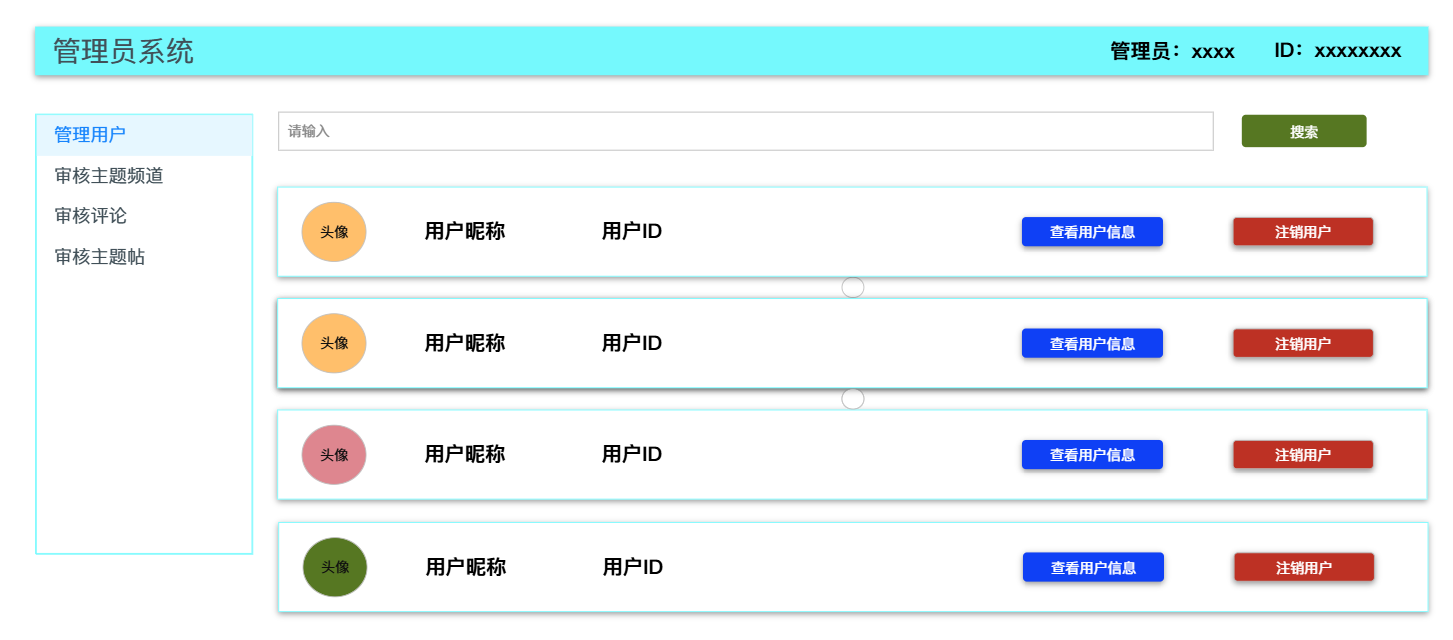 管理员系统
管理员：xxxx ID：xxxxxxxx
管理用户
审核主题频道
审核评论
审核主题帖
请输入 搜索
头像 用户昵称 用户ID 查看用户信息 注销用户
头像 用户昵称 用户ID 查看用户信息 注销用户
头像 用户昵称 用户ID 查看用户信息 注销用户
头像 用户昵称 用户ID 查看用户信息 注销用户